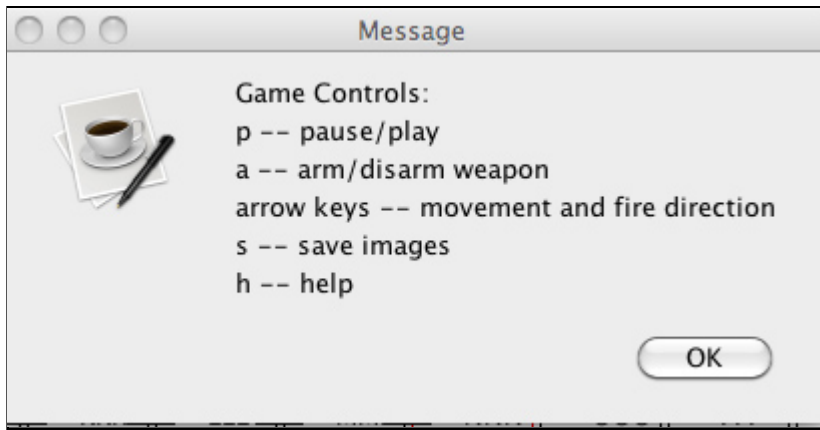 Message
Game Controls:
p -- pause/play
a -- arm/disarm weapon
arrow keys -- movement and fire direction
s -- save images
h -- help
OK